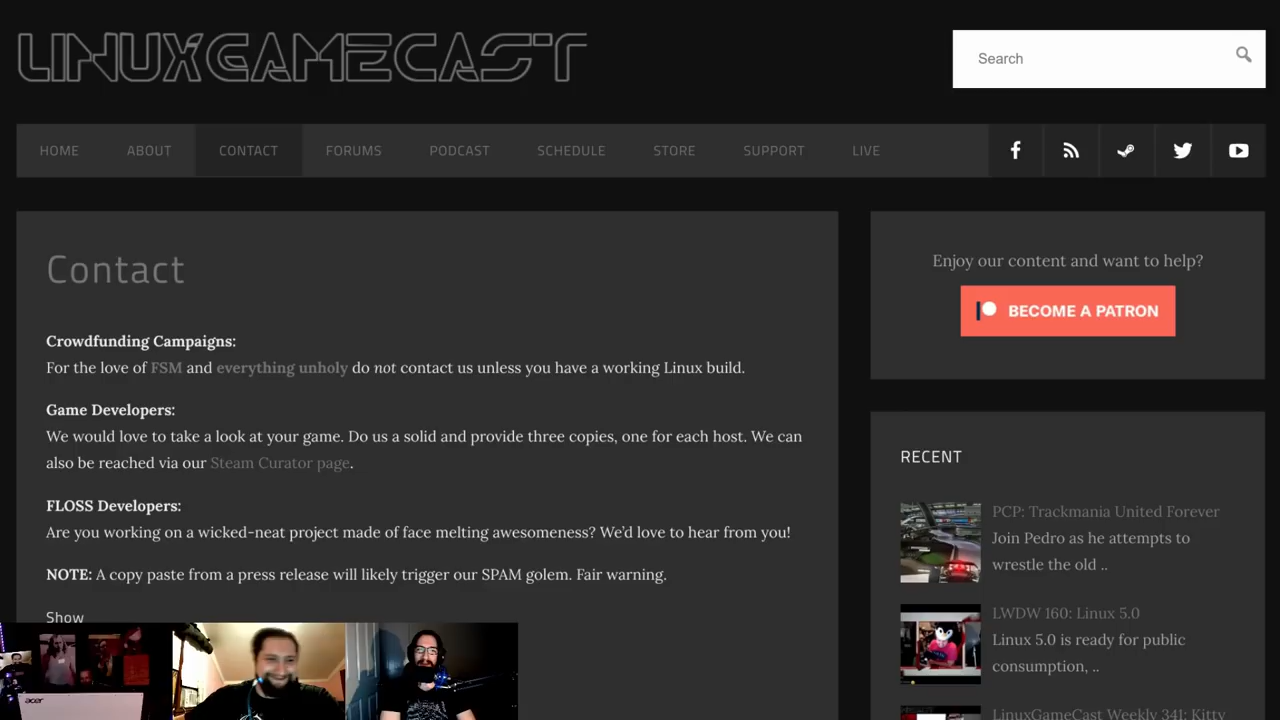 LINUXGAMECAST
Search
HOME ABOUT CONTACT FORUMS PODCAST SCHEDULE STORE SUPPORT LIVE
Contact
Crowdfunding Campaigns:
For the love of FSM and everything unholy do not contact us unless you have a working Linux build.
Game Developers:
We would love to take a look at your game. Do us a solid and provide three copies, one for each host. We can
also be reached via our Steam Curator page.
FLOSS Developers:
Are you working on a wicked-neat project made of face melting awesomeness? We'd love to hear from you!
NOTE: A copy paste from a press release will likely trigger our SPAM golem. Fair warning.
Show
acer
Enjoy our content and want to help?
BECOME A PATRON
RECENT
PCP: Trackmania United Forever
Join Pedro as he attempts to
wrestle the old ..
LWDW 160: Linux 5.0
Linux 5.0 is ready for public
consumption, ..
LinuxGameCast Weekly 341: Kitty